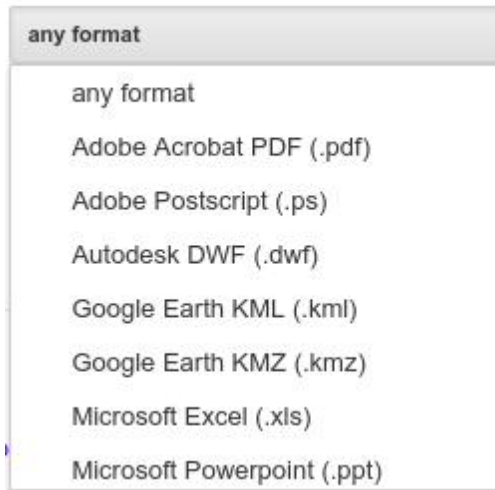 any format
any format
Adobe Acrobat PDF (.pdf)
Adobe Postscript (.ps)
Autodesk DWF (.dwf)
Google Earth KML (.kml)
Google Earth KMZ (.kmz)
Microsoft Excel (.xls)
Microsoft Powerpoint (.ppt)